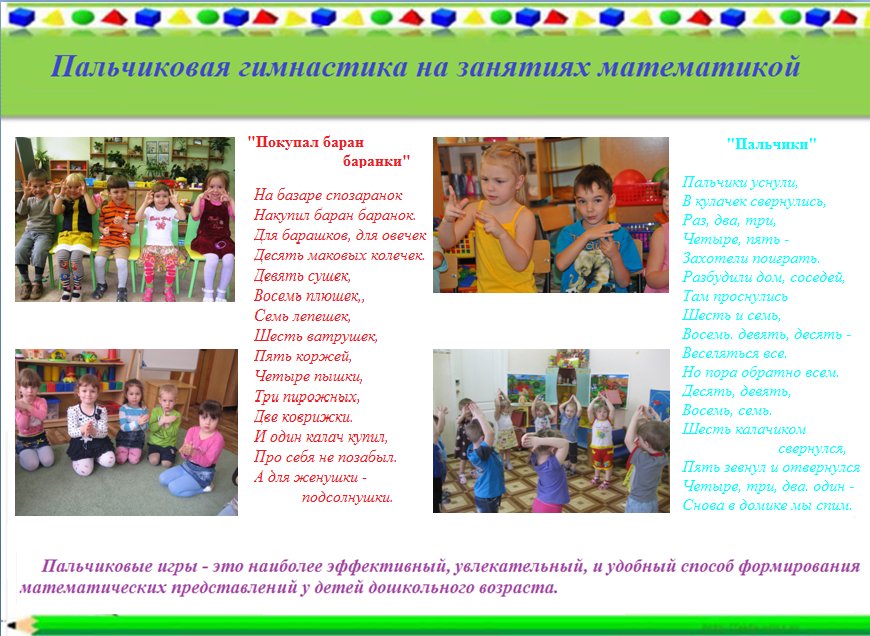 Пальчиковая гимнастика на занятиях математикой
"Покупал баран
баранки"
На базаре спозаранок
Накупил баран баранок.
Для барашков, для овечек
Десять маковых колечек.
Девять сушек,
Восемь плюшек,,
Семь лепешек,
Шесть ватрушек,
Пять коржей,
Четыре пышки,
Три пирожных,
Две коврижки.
И один калач купил,
Про себя не позабыл.
А для женушки -
подсолнушки.
"Пальчики"
Пальчики уснули,
В кулачек свернулись,
Раз, два, три,
Четыре, пять -
Захотели поиграть.
Разбудили дом, соседей,
Там проснулись
Шесть и семь,
Восемь. девять, десять -
Веселяться все.
Но пора обратно всем.
Десять, девять,
Восемь, семь.
Шесть калачиком
свернулся,
Пять зевнул и отвернулся
Четыре, три, два. один -
Снова в домике мы спим.
Пальчиковые игры - это наиболее эффективный, увлекательный, и удобный способ формирования
математических представлений у детей дошкольного возраста.